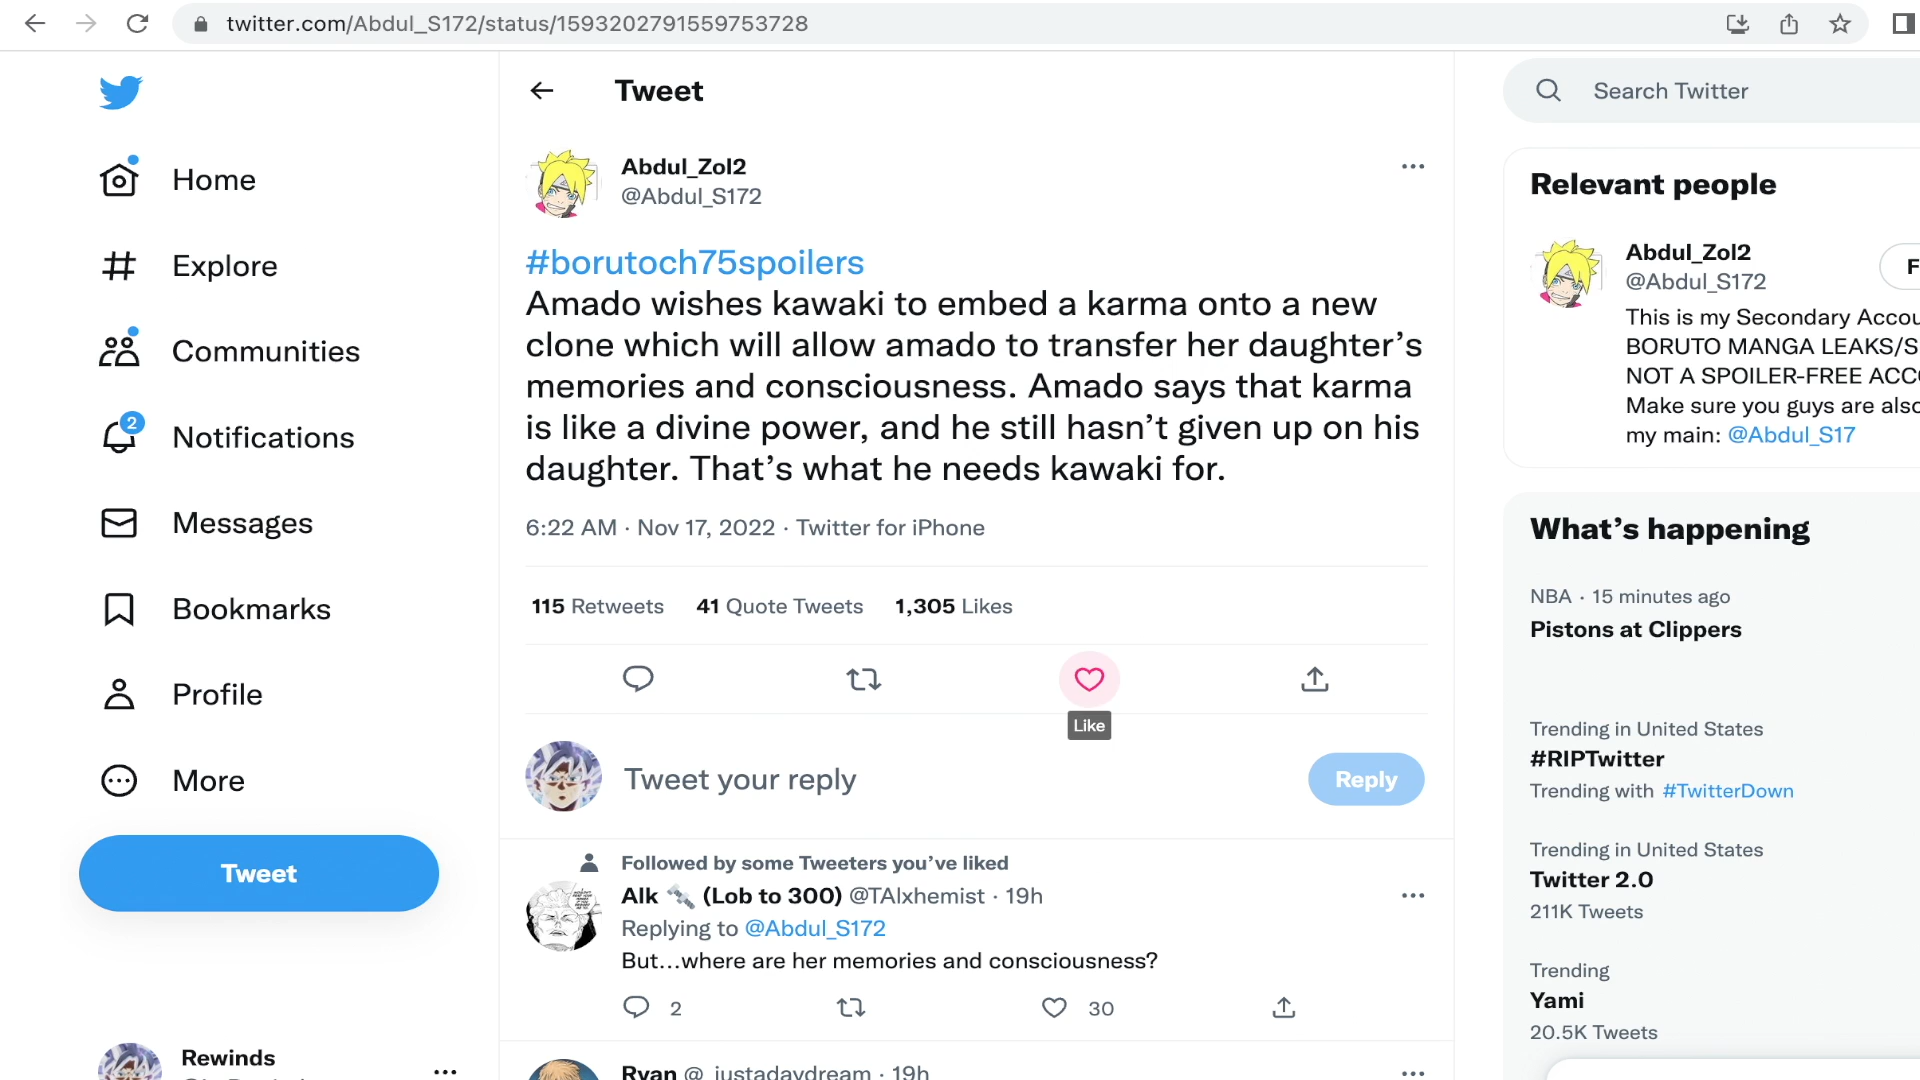 twitter.com/Abdul_S172/status/1593202791559753728
Home
Explore
Communities
2
Notifications
Messages
Bookmarks
Profile
More
Tweet
Rewinds
Tweet
Abdul_Zol2
@Abdul_S172
#borutoch75spoilers
Amado wishes kawaki to embed a karma onto a new
clone which will allow amado to transfer her daughter’s
memories and consciousness. Amado says that karma
is like a divine power, and he still hasn’t given up on his
daughter. That’s what he needs kawaki for.
6:22 AM · Nov 17, 2022 · Twitter for iPhone
115 Retweets 41 Quote Tweets 1,305 Likes
Like
Tweet your reply
Reply
Followed by some Tweeters you’ve liked
Alk (Lob to 300) @TAlxhemist · 19h
Replying to @Abdul_S172
But...where are her memories and consciousness?
2 30
Ryan @_justadaydream · 19h
Search Twitter
Relevant people
Abdul_Zol2
@Abdul_S172
F
This is my Secondary Accou
BORUTO MANGA LEAKS/S
NOT A SPOILER-FREE ACC
Make sure you guys are also
my main: @Abdul_S17
What’s happening
NBA · 15 minutes ago
Pistons at Clippers
Trending in United States
#RIPTwitter
Trending with #TwitterDown
Trending in United States
Twitter 2.0
211K Tweets
Trending
Yami
20.5K Tweets